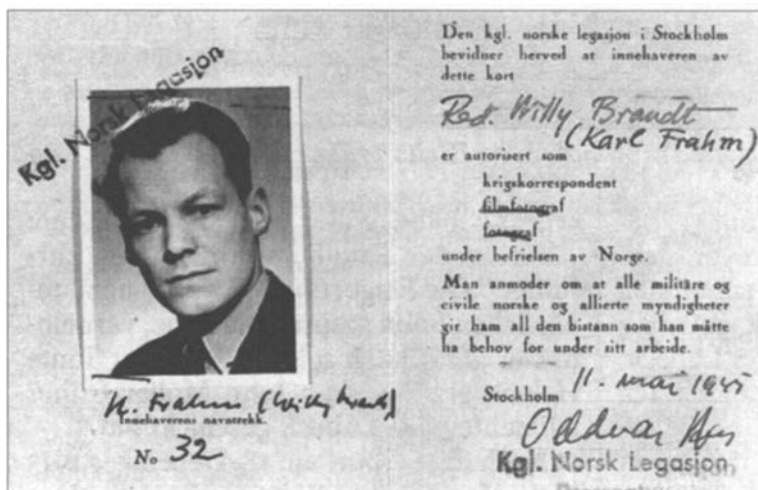 Kgl. Norsk Legasjon
H. Frahm (Willy Brandt)
Innehaverens navntrekk.
No 32
Den kgl. norske legasjon i Stockholm
bevidner herved at innehaveren av
dette kort
Red. Willy Brandt
(Karl Frahm)
er autorisert som
krigskorrespondent
filmfotograf
fotograf
under befrielsen av Norge.
Man anmoder om at alle militäre og
civile norske og allierte myndigheter
gir ham all den bistann som han måtte
ha behov for under sitt arbeide.
Stockholm 11. mai 1945
Oddvar
Kgl. Norsk Legasjon